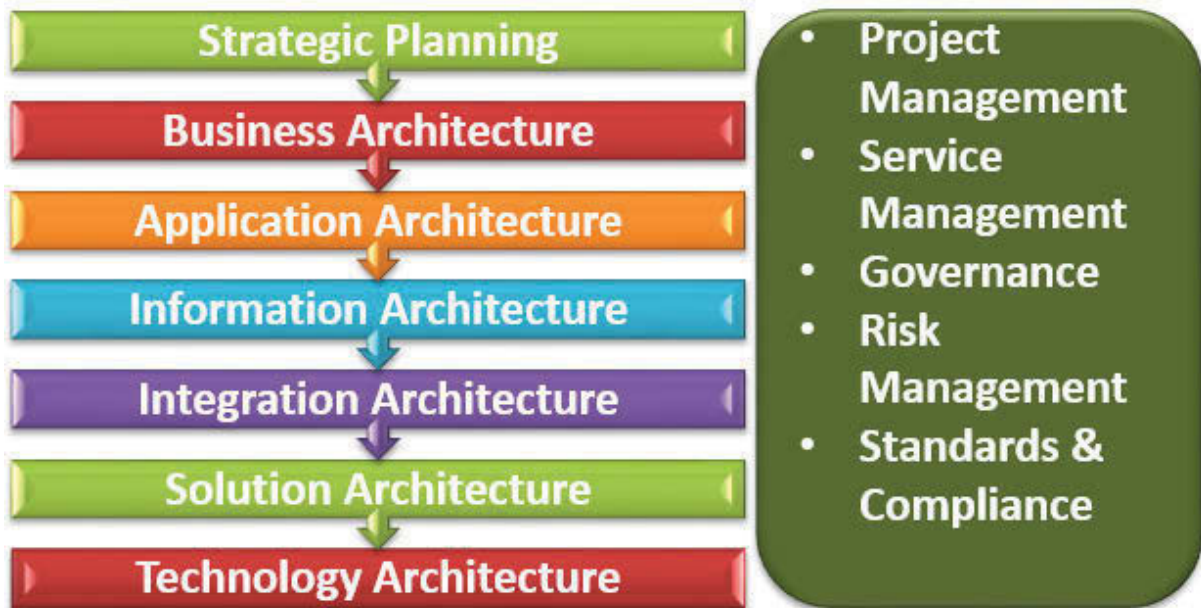 Strategic Planning
Business Architecture
Application Architecture
Information Architecture
Integration Architecture
Solution Architecture
Technology Architecture
• Project
Management
• Service
Management
• Governance
• Risk
Management
• Standards &
Compliance